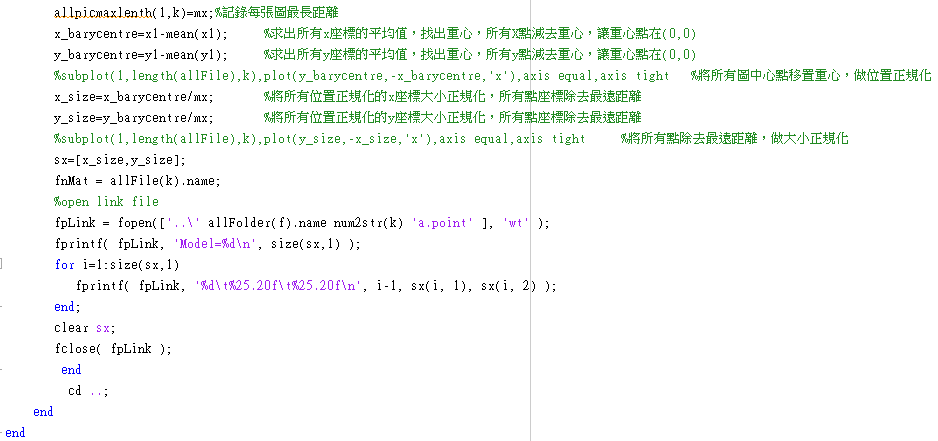 allpicmaxlenth(1,k)=mx;%記錄每張圖最長距離
x_barycentre=x1-mean(x1);     %求出所有x座標的平均值，找出重心，所有X點減去重心，讓重心點在(0,0)
y_barycentre=y1-mean(y1);     %求出所有y座標的平均值，找出重心，所有y點減去重心，讓重心點在(0,0)
%subplot(1,length(allFile),k),plot(y_barycentre,-x_barycentre,'x'),axis equal,axis tight   %將所有圖中心點移置重心，做位置正規化
x_size=x_barycentre/mx;       %將所有位置正規化的x座標大小正規化，所有點座標除去最遠距離
y_size=y_barycentre/mx;       %將所有位置正規化的y座標大小正規化，所有點座標除去最遠距離
%subplot(1,length(allFile),k),plot(y_size,-x_size,'x'),axis equal,axis tight     %將所有點除去最遠距離，做大小正規化
sx=[x_size,y_size];
fnMat = allFile(k).name;
%open link file
fpLink = fopen(['..\' allFolder(f).name num2str(k) 'a.point' ], 'wt' );
fprintf( fpLink, 'Model=%d\n', size(sx,1) );
for i=1:size(sx,1)
fprintf( fpLink, '%d\t%25.20f\t%25.20f\n', i-1, sx(i, 1), sx(i, 2) );
end;
clear sx;
fclose( fpLink );
end
cd ..;
end
end